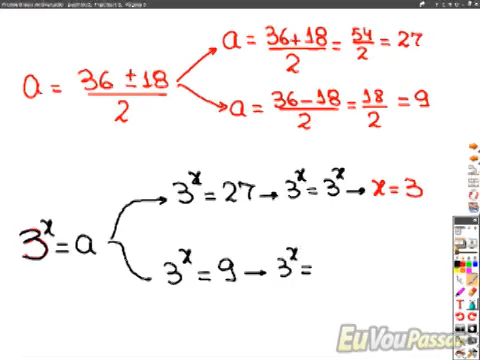 a = (36 ± 18)/2
a = (36 + 18)/2 = 54/2 = 27
a = (36 - 18)/2 = 18/2 = 9
3^x = a
3^x = 27 → 3^x = 3^x → x = 3
3^x = 9 → 3^x =
EuVouPassar